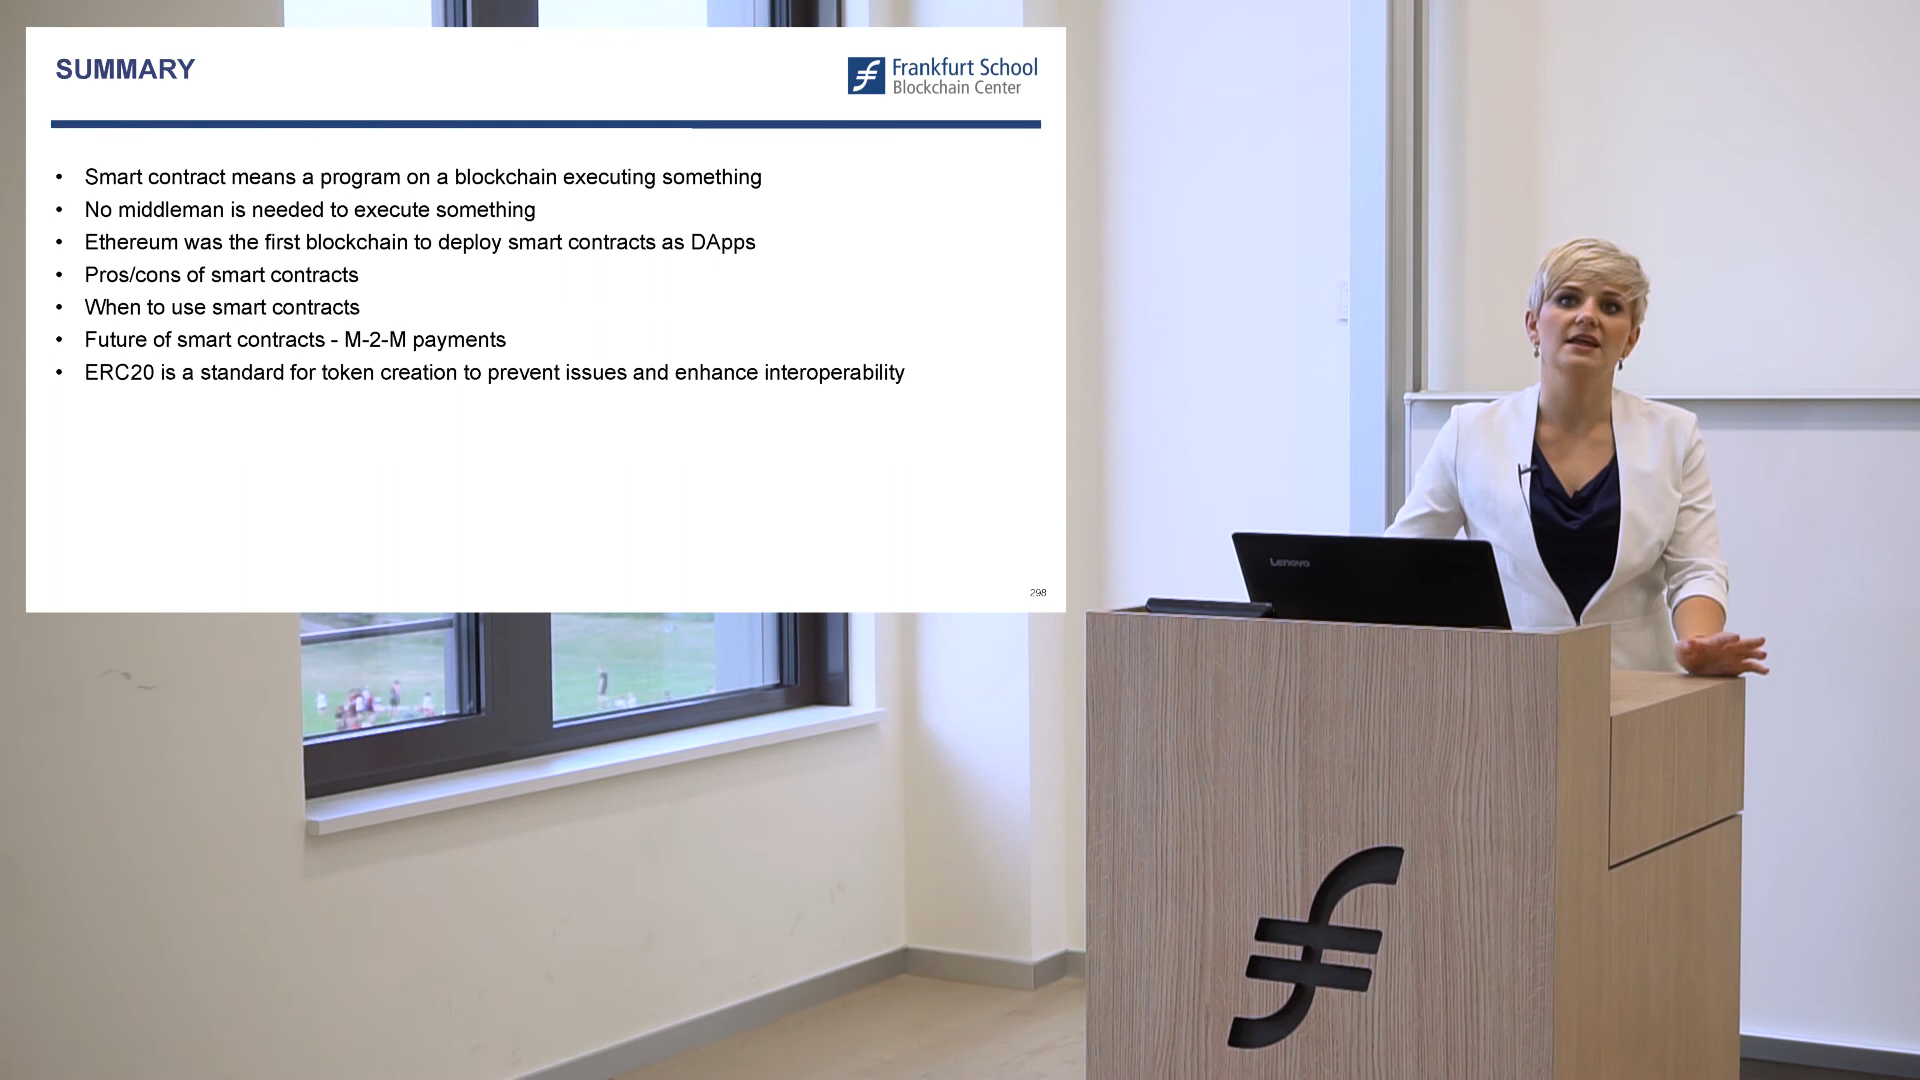 SUMMARY
Frankfurt School
Blockchain Center
• Smart contract means a program on a blockchain executing something
• No middleman is needed to execute something
• Ethereum was the first blockchain to deploy smart contracts as DApps
• Pros/cons of smart contracts
• When to use smart contracts
• Future of smart contracts - M-2-M payments
• ERC20 is a standard for token creation to prevent issues and enhance interoperability
298
Lenovo